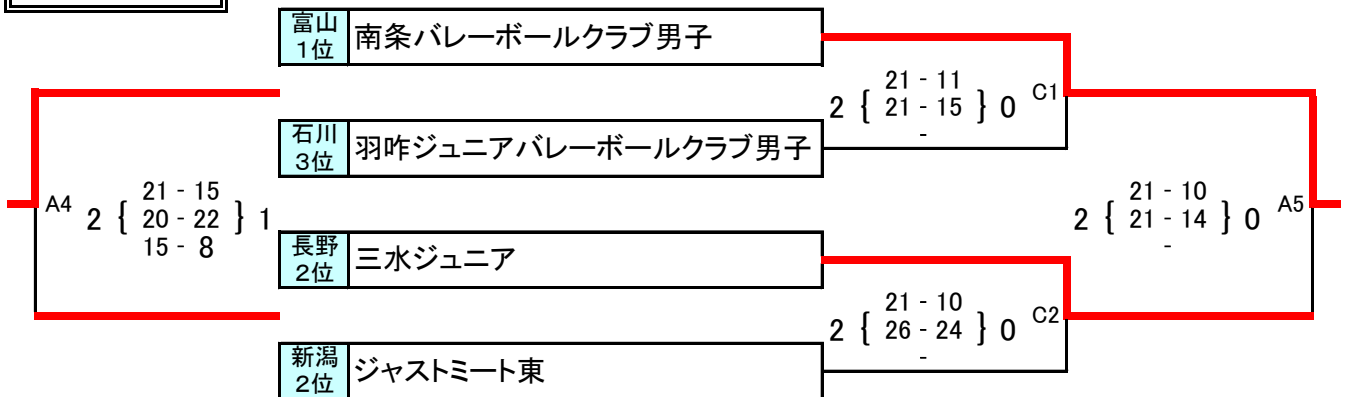 富山
1位
南条バレーボールクラブ男子
2 { 21 - 11
21 - 15
- } 0
C1
石川
3位
羽咋ジュニアバレーボールクラブ男子
A4
2 { 21 - 15
20 - 22
15 - 8 } 1
2 { 21 - 10
21 - 14
- } 0
A5
長野
2位
三水ジュニア
2 { 21 - 10
26 - 24
- } 0
C2
新潟
2位
ジャストミート東